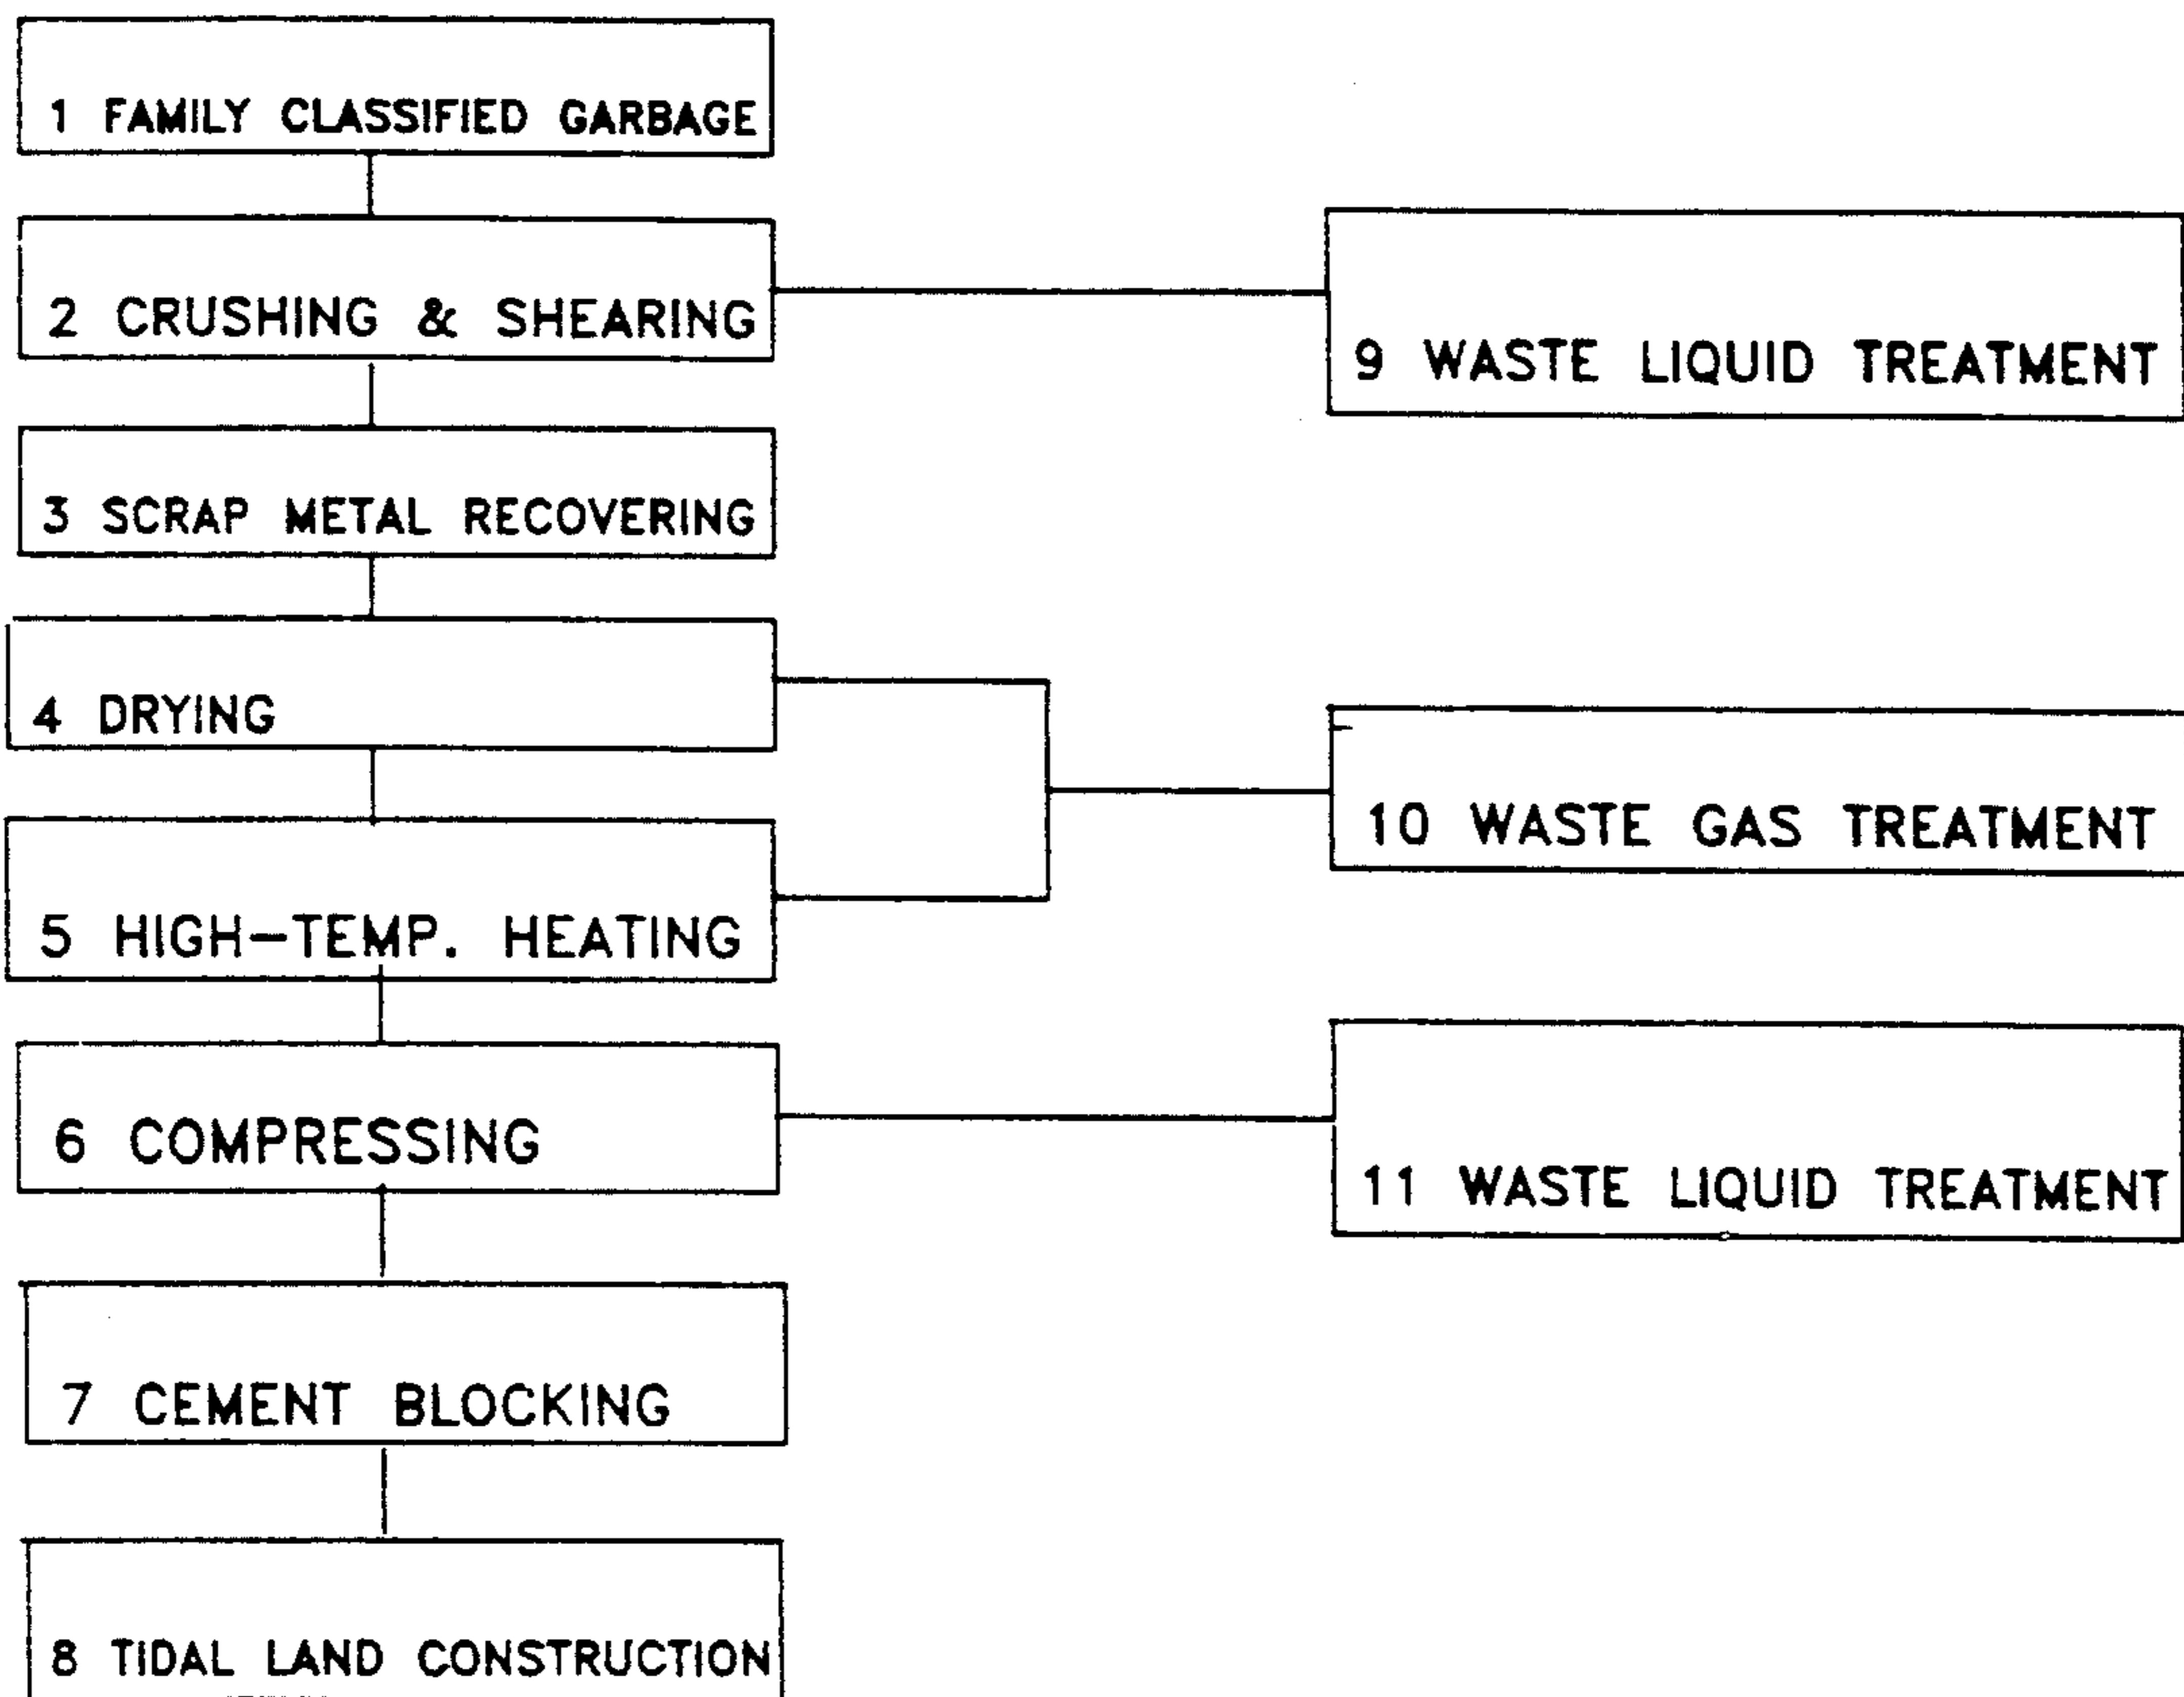 1 FAMILY CLASSIFIED GARBAGE
2 CRUSHING & SHEARING
9 WASTE LIQUID TREATMENT
3 SCRAP METAL RECOVERING
4 DRYING
10 WASTE GAS TREATMENT
5 HIGH-TEMP. HEATING
6 COMPRESSING
11 WASTE LIQUID TREATMENT
7 CEMENT BLOCKING
8 TIDAL LAND CONSTRUCTION